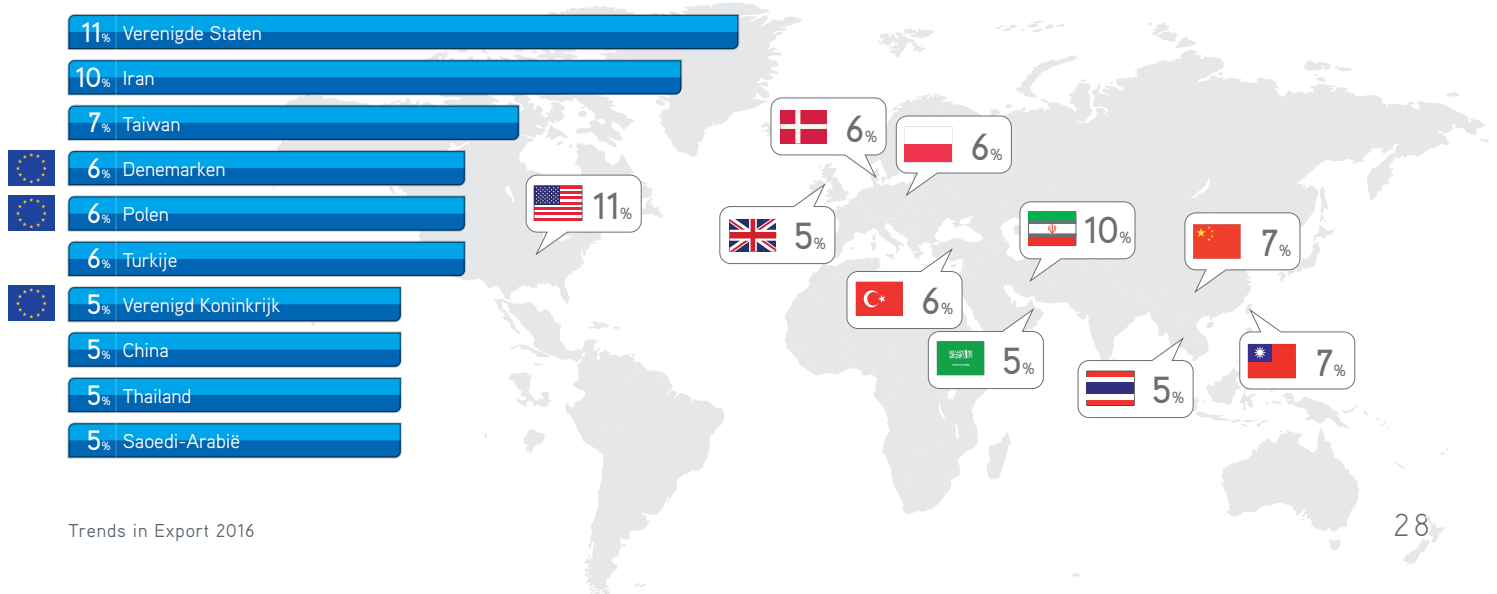 11% Verenigde Staten
10% Iran
7% Taiwan
6% Denemarken
6% Polen
6% Turkije
5% Verenigd Koninkrijk
5% China
5% Thailand
5% Saoedi-Arabië
6%
6%
11%
5%
10%
7%
6%
5%
5%
7%
Trends in Export 2016
28